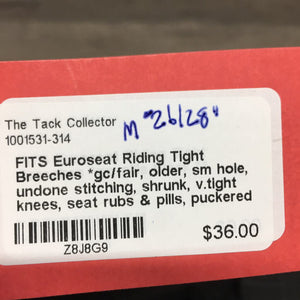 The Tack Collector
1001531-314
M "26/28"
FITS Euroseat Riding Tight
Breeches *gc/fair, older, sm hole,
undone stitching, shrunk, v.tight
knees, seat rubs & pills, puckered
Z8J8G9
$36.00